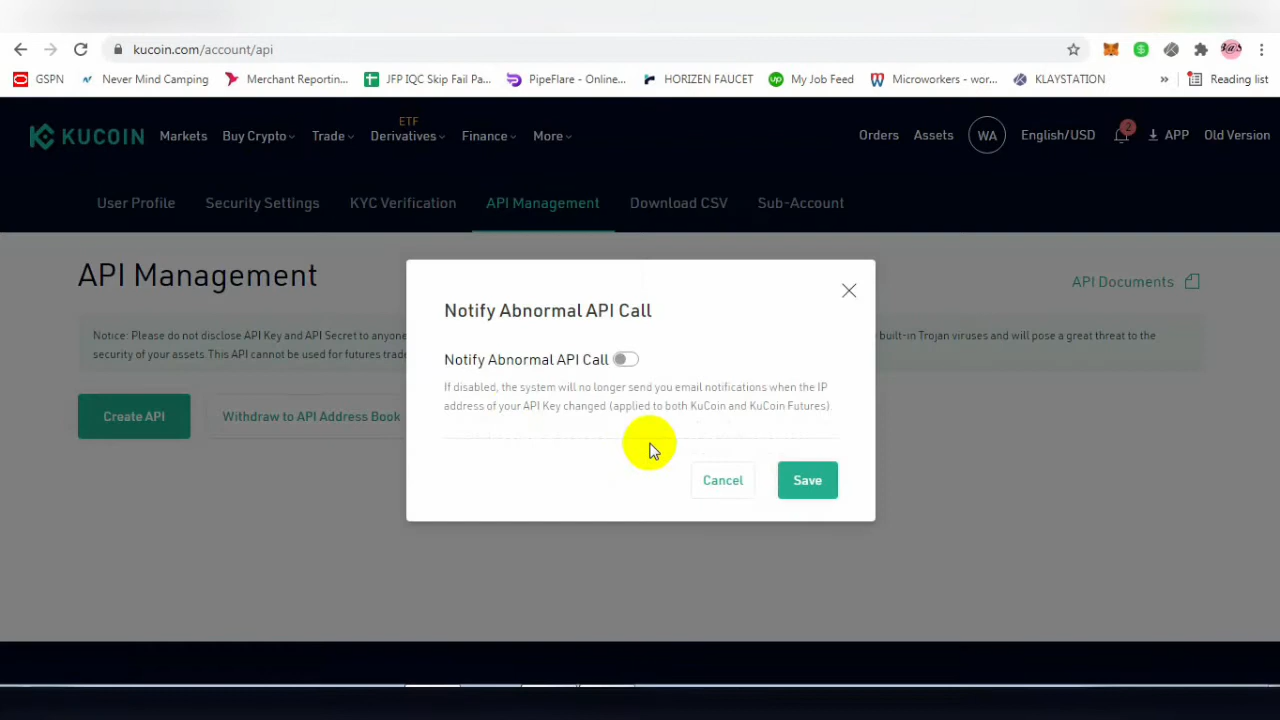 kucoin.com/account/api
GSPN Never Mind Camping Merchant Reporting... JFP IQC Skip Fail Pa... PipeFlare - Online... HORIZEN FAUCET My Job Feed Microworkers - wor... KLAYSTATION » Reading list
ETF
KUCOIN Markets Buy Crypto Trade Derivatives Finance More Orders Assets WA English/USD 2 APP Old Version
User Profile Security Settings KYC Verification API Management Download CSV Sub-Account
API Management API Documents
Notice: Please do not disclose API Key and API Secret to anyone built-in Trojan viruses and will pose a great threat to the
security of your assets. This API cannot be used for futures trade
Create API Withdraw to API Address Book
Notify Abnormal API Call
Notify Abnormal API Call
If disabled, the system will no longer send you email notifications when the IP
address of your API Key changed (applied to both KuCoin and KuCoin Futures)
Cancel Save